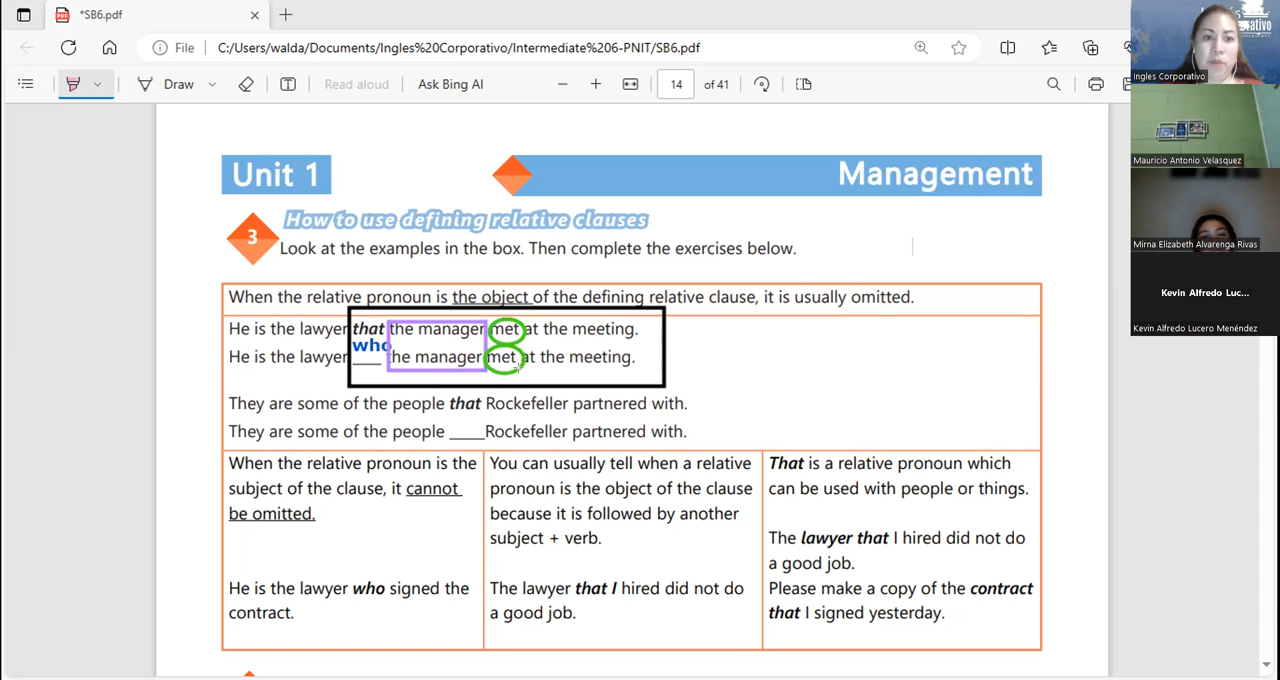 *SB6.pdf
File C:/Users/walda/Documents/Ingles%20Corporativo/Intermediate%206-PNIT/SB6.pdf
Draw Read aloud Ask Bing AI 14 of 41
Ingles Corporativo
Mauricio Antonio Velasquez
Mirna Elizabeth Alvarenga Rivas
Kevin Alfredo Luc...
Kevin Alfredo Lucero Menéndez
Unit 1 Management
3 How to use defining relative clauses
Look at the examples in the box. Then complete the exercises below.
When the relative pronoun is the object of the defining relative clause, it is usually omitted.
He is the lawyer that the manager met at the meeting.
who
He is the lawyer ___ the manager met at the meeting.
They are some of the people that Rockefeller partnered with.
They are some of the people ____Rockefeller partnered with.
When the relative pronoun is the
subject of the clause, it cannot
be omitted.
He is the lawyer who signed the
contract.
You can usually tell when a relative
pronoun is the object of the clause
because it is followed by another
subject + verb.
The lawyer that I hired did not do
a good job.
That is a relative pronoun which
can be used with people or things.
The lawyer that I hired did not do
a good job.
Please make a copy of the contract
that I signed yesterday.